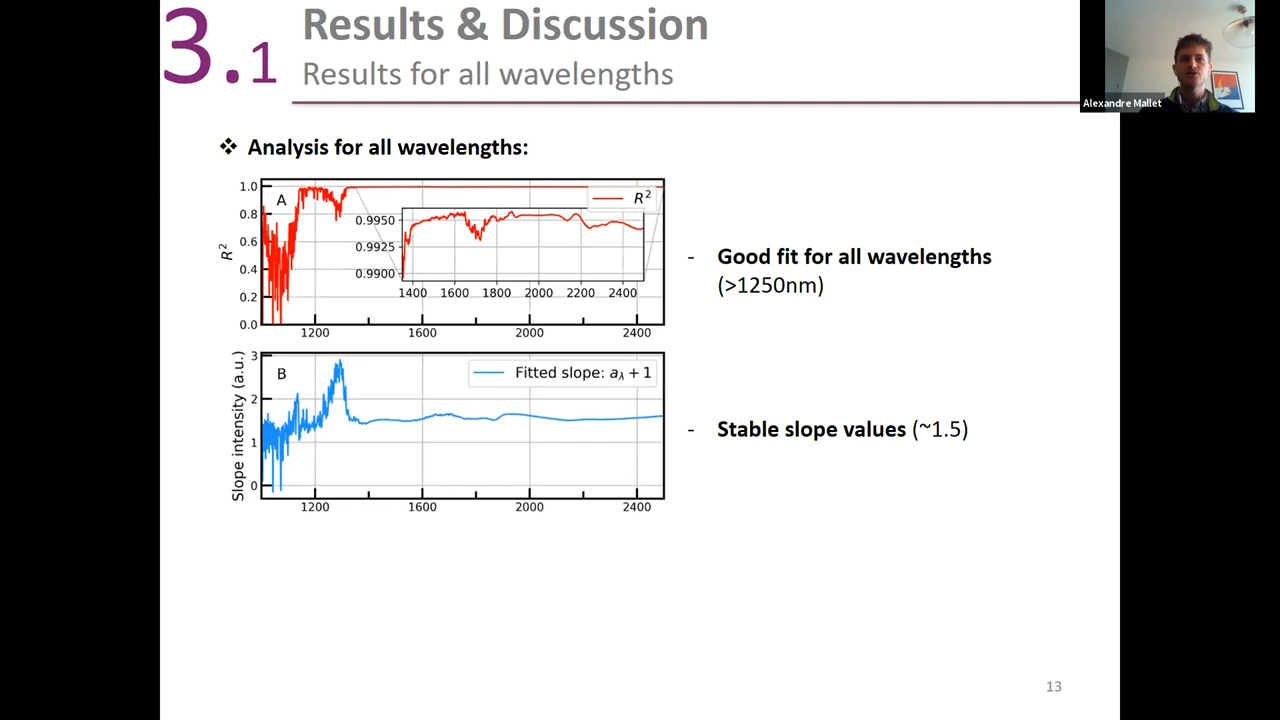 3.1
Results & Discussion
Results for all wavelengths
Alexandre Mallet
❖ Analysis for all wavelengths:
A
R²
R²
1.0
0.8
0.6
0.4
0.2
0.0
0.9950
0.9925
0.9900
1400 1600 1800 2000 2200 2400
1200 1600 2000 2400
- Good fit for all wavelengths
(>1250nm)
B
Fitted slope: aλ + 1
Slope intensity (a.u.)
3
2
1
0
1200 1600 2000 2400
- Stable slope values (~1.5)
13